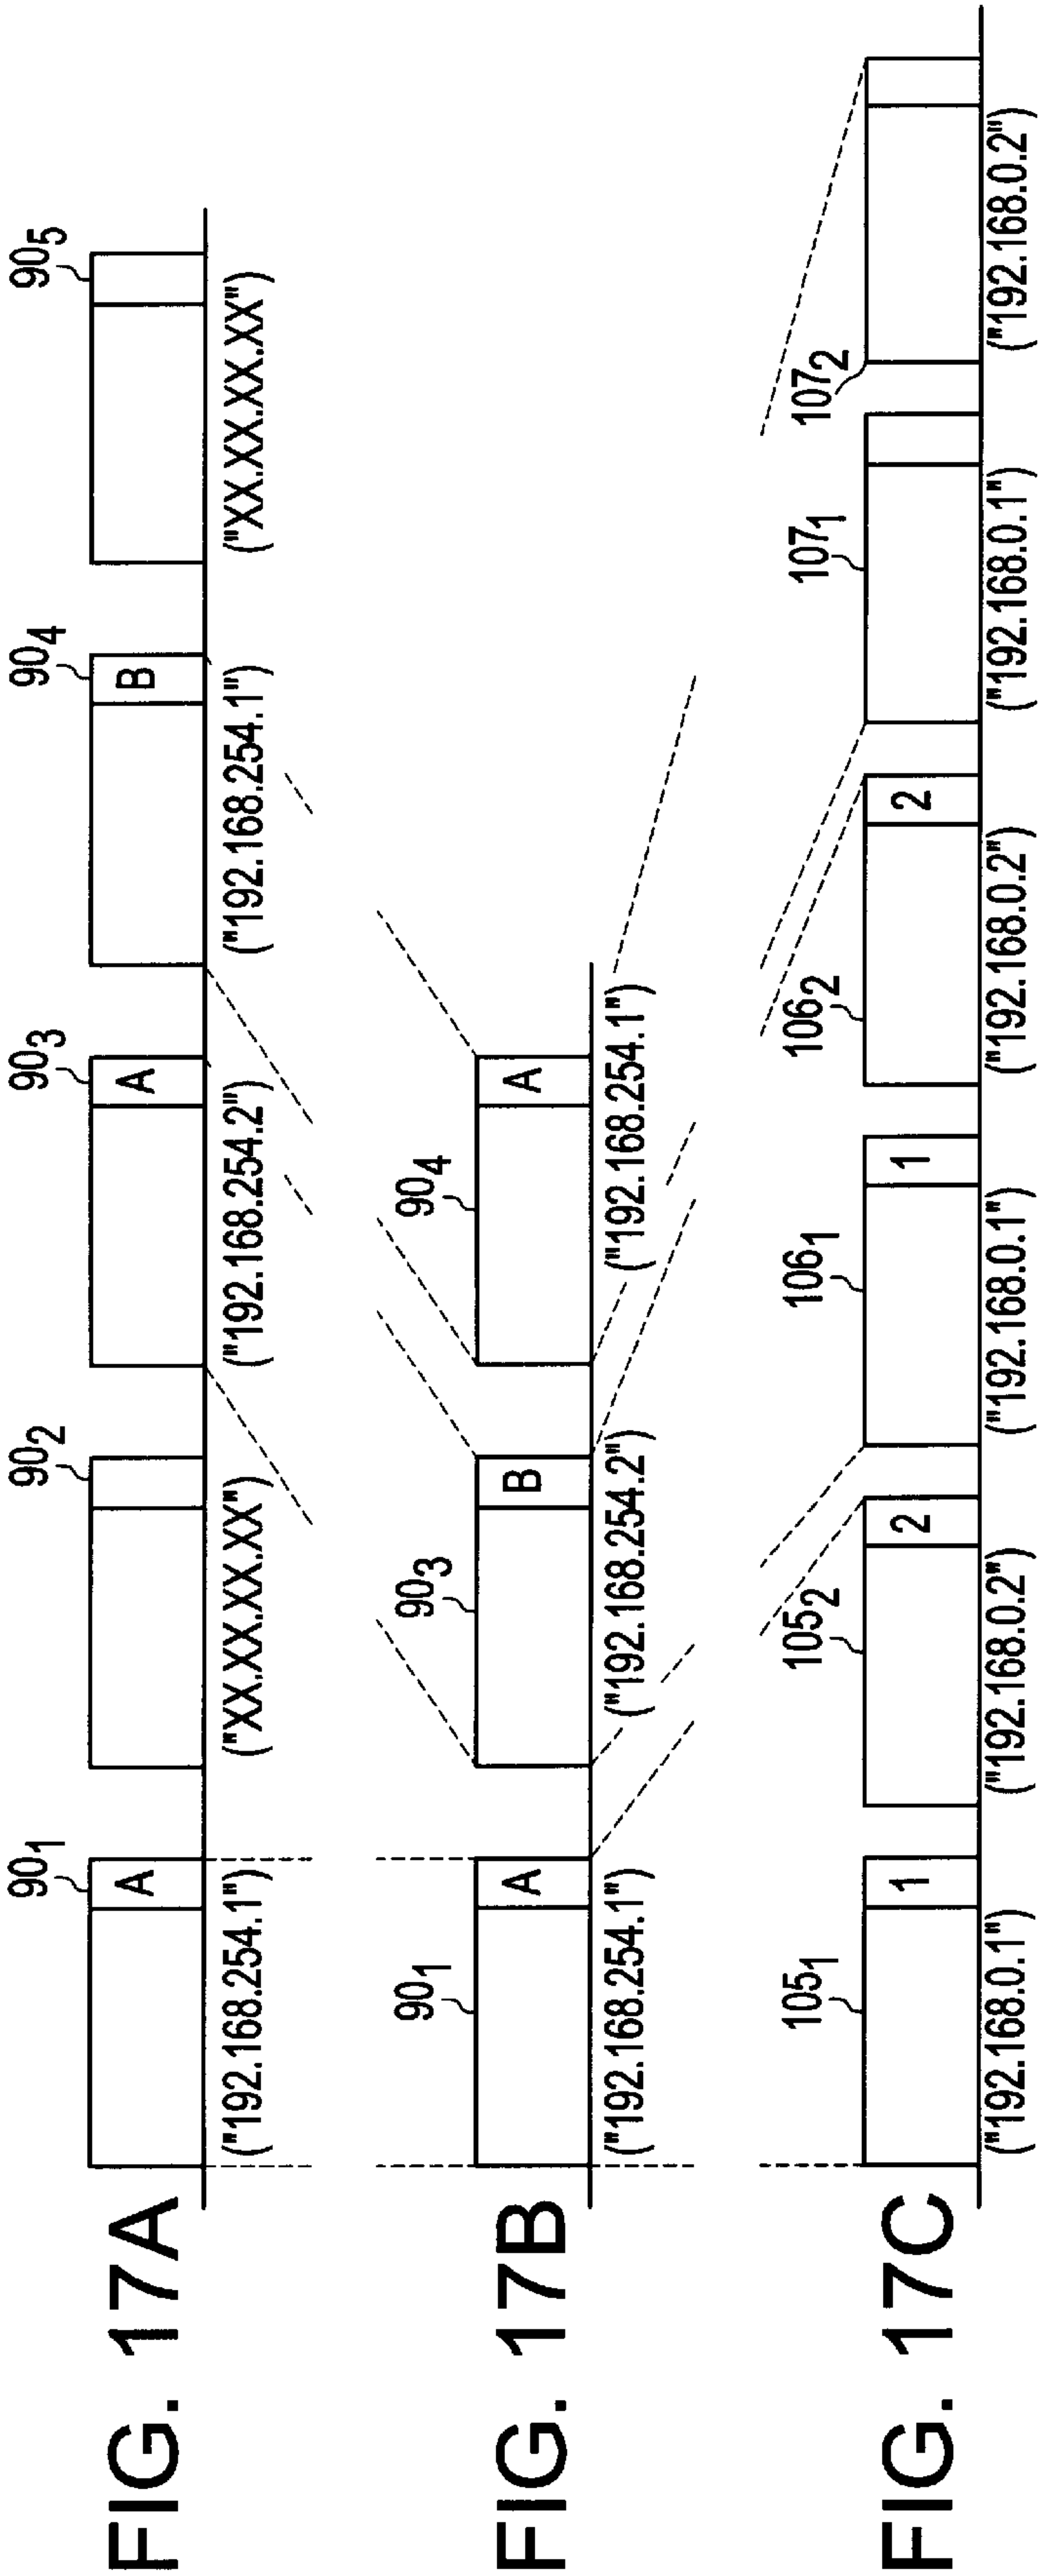 FIG. 17A
90₁
A
("192.168.254.1")
90₂
("XX.XX.XX.XX")
90₃
A
("192.168.254.2")
90₄
B
("192.168.254.1")
90₅
("XX.XX.XX.XX")
FIG. 17B
90₁
A
("192.168.254.1")
90₃
B
("192.168.254.2")
90₄
A
("192.168.254.1")
FIG. 17C
105₁
1
("192.168.0.1")
105₂
2
("192.168.0.2")
106₁
1
("192.168.0.1")
106₂
2
("192.168.0.2")
107₁
("192.168.0.1")
107₂
("192.168.0.2")